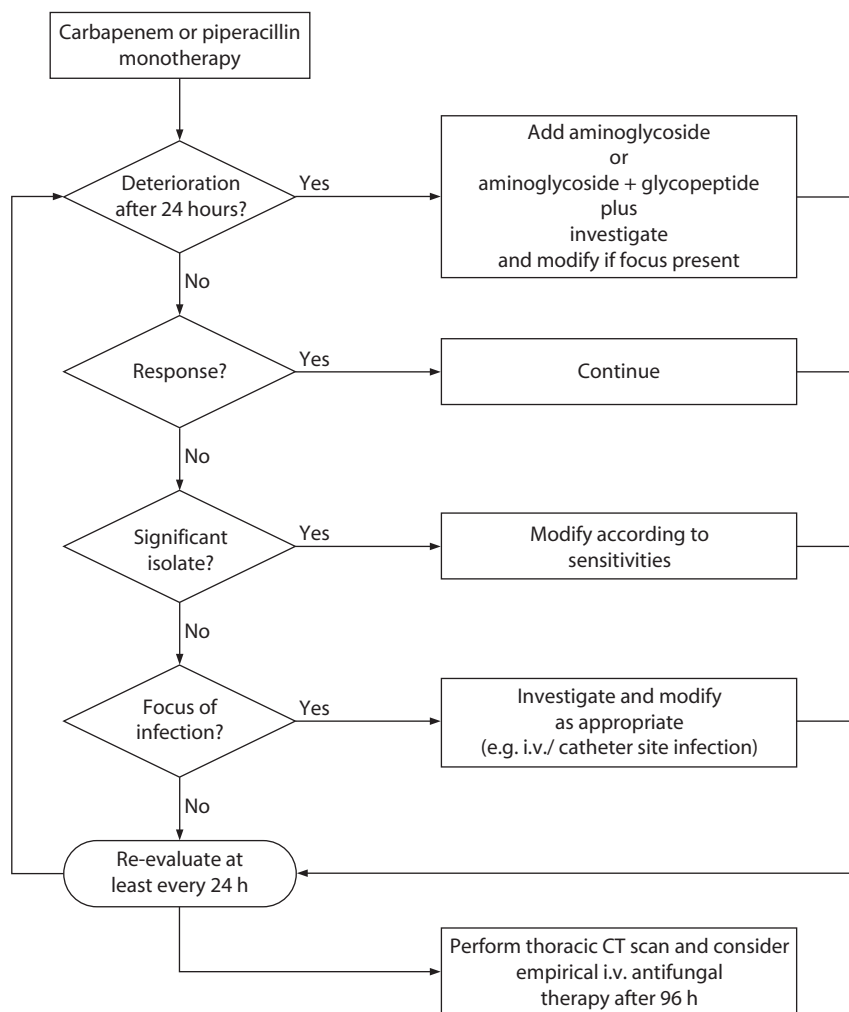 Carbapenem or piperacillin
monotherapy
Deterioration
after 24 hours?
Yes
Add aminoglycoside
or
aminoglycoside + glycopeptide
plus
investigate
and modify if focus present
No
Response?
Yes
Continue
No
Significant
isolate?
Yes
Modify according to
sensitivities
No
Focus of
infection?
Yes
Investigate and modify
as appropriate
(e.g. i.v./ catheter site infection)
No
Re-evaluate at
least every 24 h
Perform thoracic CT scan and consider
empirical i.v. antifungal
therapy after 96 h